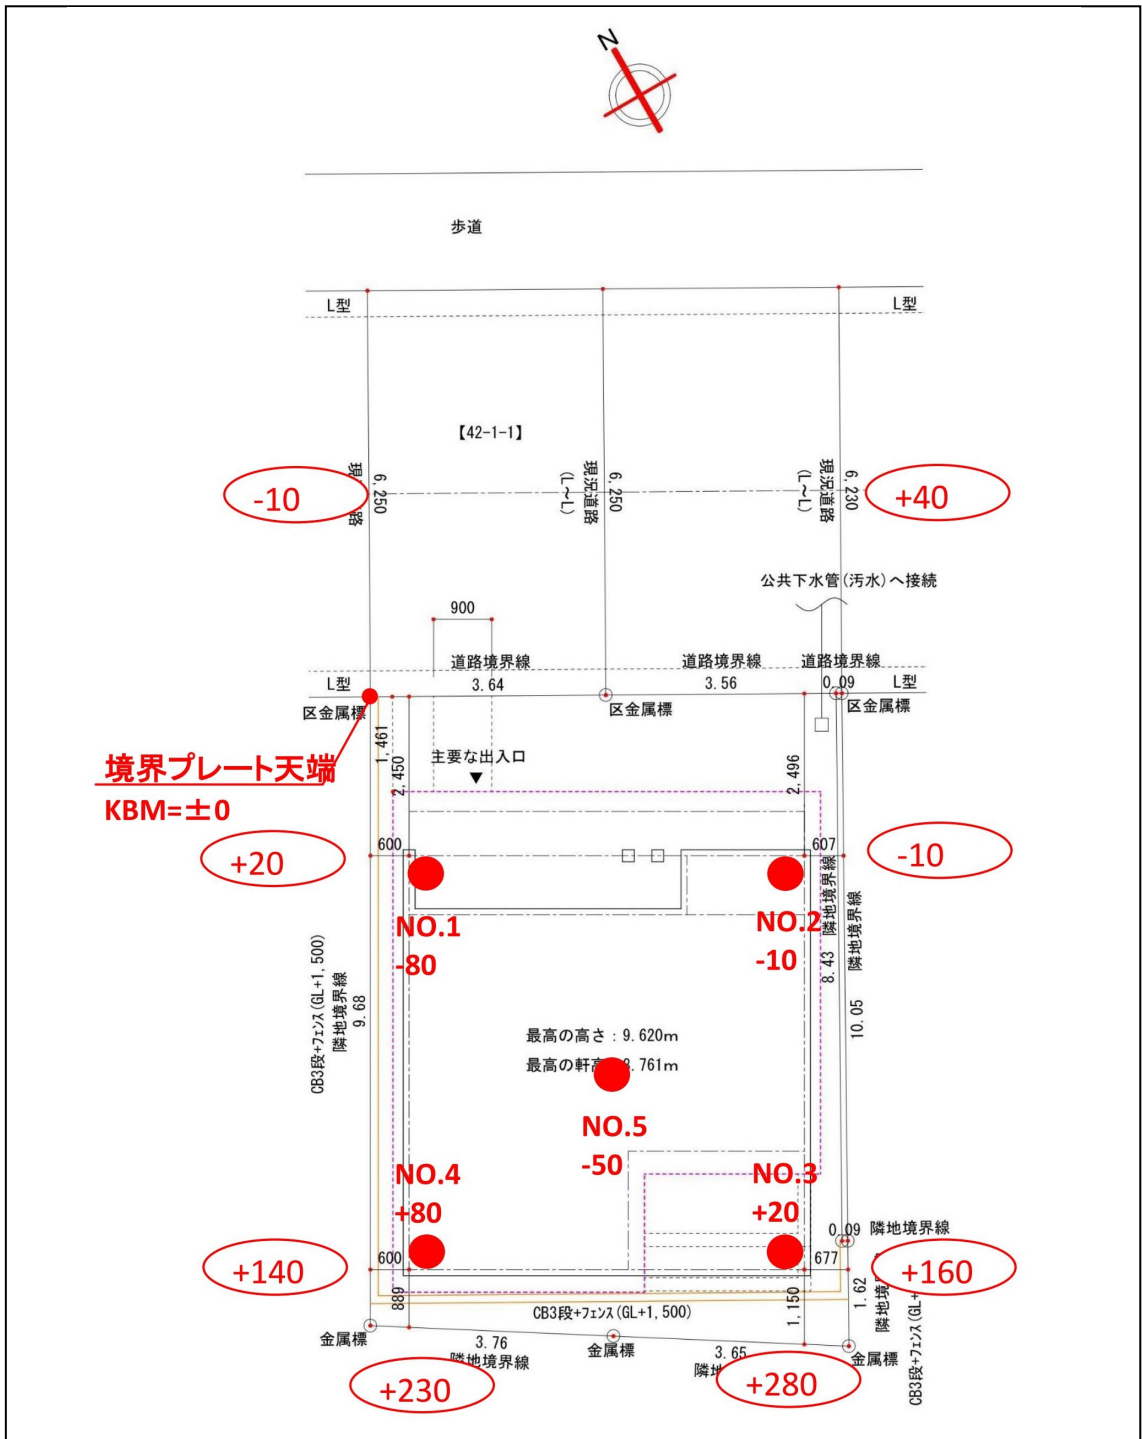 N
歩道
L型
L型
【42-1-1】
6,250
現況道路
(L～L)
6,250
現況道路
(L～L)
6,230
-10
+40
公共下水管(汚水)へ接続
900
道路境界線
道路境界線
道路境界線
L型
3.64
3.56
0.09
L型
区金属標
区金属標
区金属標
1,461
2,450
主要な出入口
▼
2,496
境界プレート天端
KBM=±0
+20
600
607
-10
NO.1
-80
NO.2
-10
隣地境界線
8.43
隣地境界線
10.05
CB3段+フェンス(GL+1,500)
隣地境界線
9.68
最高の高さ：9.620m
最高の軒高
.761m
NO.5
-50
NO.4
+80
NO.3
+20
0.09
隣地境界線
+140
600
677
+160
889
1,150
1.62
CB3段+フェンス(GL+1,500)
CB3段+フェンス(GL+
金属標
3.76
隣地境界線
金属標
3.65
金属標
+230
+280